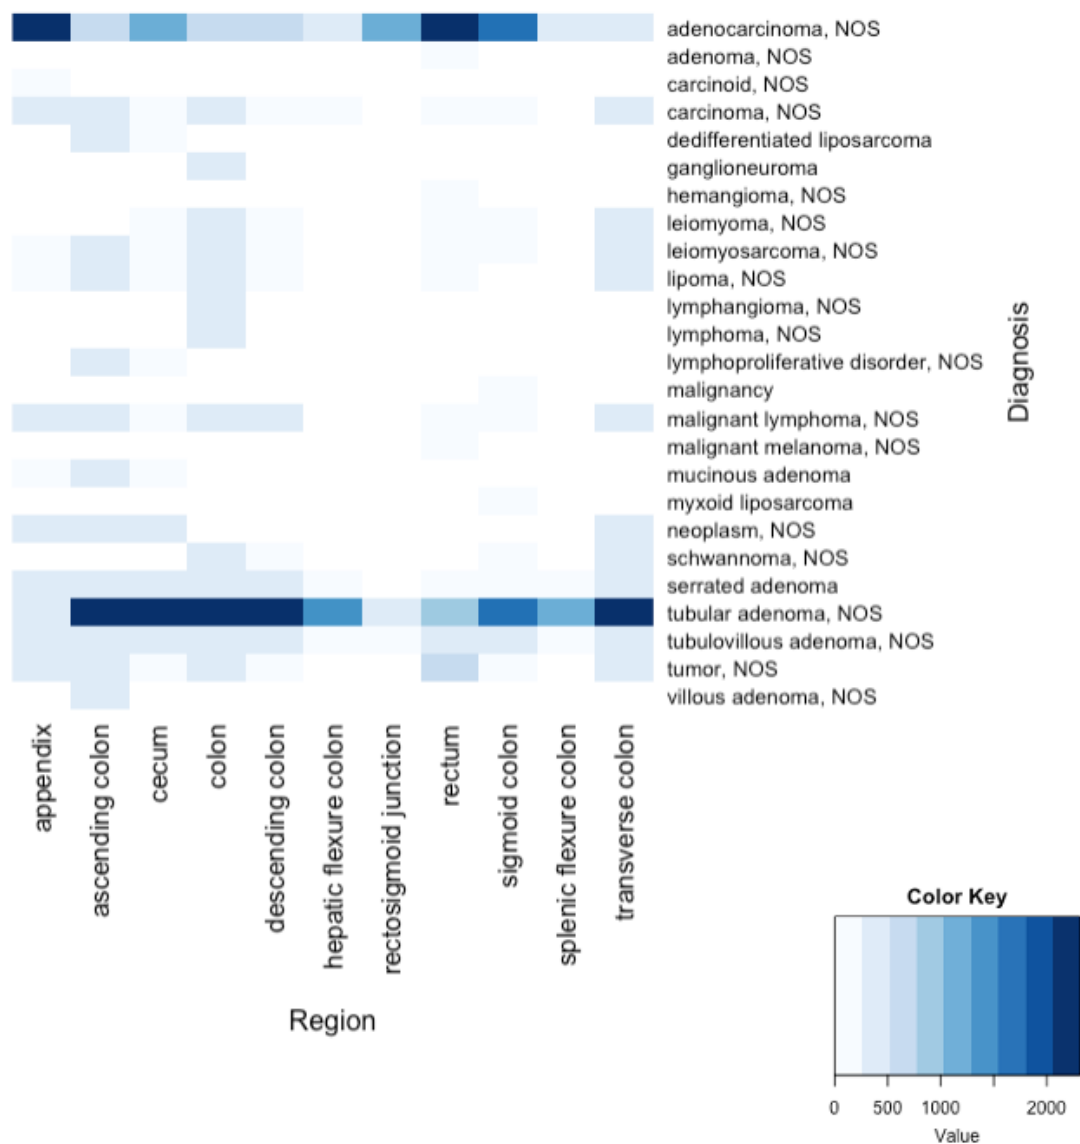 adenocarcinoma, NOS
adenoma, NOS
carcinoid, NOS
carcinoma, NOS
dedifferentiated liposarcoma
ganglioneuroma
hemangioma, NOS
leiomyoma, NOS
leiomyosarcoma, NOS
lipoma, NOS
lymphangioma, NOS
lymphoma, NOS
lymphoproliferative disorder, NOS
malignancy
malignant lymphoma, NOS
malignant melanoma, NOS
mucinous adenoma
myxoid liposarcoma
neoplasm, NOS
schwannoma, NOS
serrated adenoma
tubular adenoma, NOS
tubulovillous adenoma, NOS
tumor, NOS
villous adenoma, NOS
Diagnosis
appendix
ascending colon
cecum
colon
descending colon
hepatic flexure colon
rectosigmoid junction
rectum
sigmoid colon
splenic flexure colon
transverse colon
Region
Color Key
0 500 1000 2000
Value